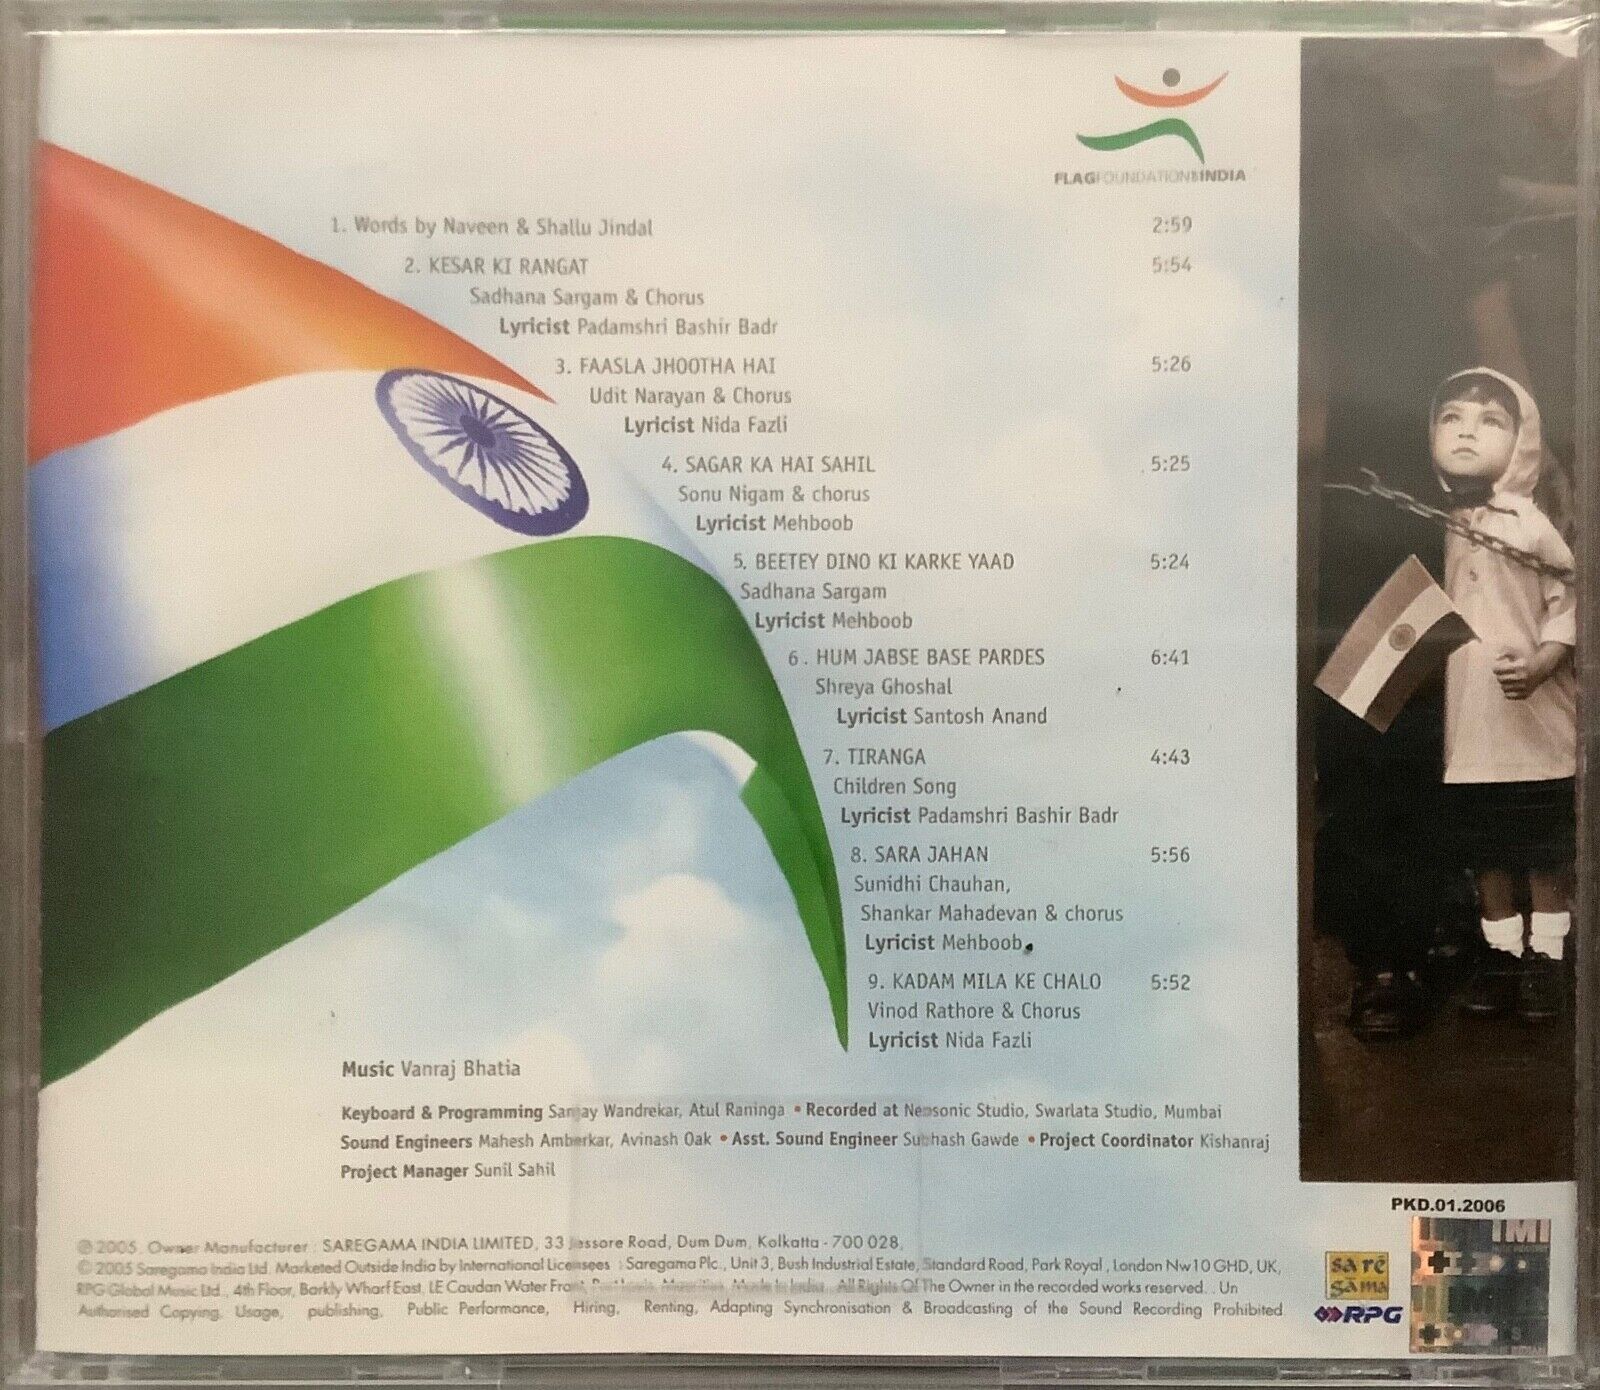 FLAGFOUNDATIONOFINDIA
1. Words by Naveen & Shallu Jindal 2:59
2. KESAR KI RANGAT 5:54
Sadhana Sargam & Chorus
Lyricist Padamshri Bashir Badr
3. FAASLA JHOOTHA HAI 5:26
Udit Narayan & Chorus
Lyricist Nida Fazli
4. SAGAR KA HAI SAHIL 5:25
Sonu Nigam & chorus
Lyricist Mehboob
5. BEETEY DINO KI KARKE YAAD 5:24
Sadhana Sargam
Lyricist Mehboob
6. HUM JABSE BASE PARDES 6:41
Shreya Ghoshal
Lyricist Santosh Anand
7. TIRANGA 4:43
Children Song
Lyricist Padamshri Bashir Badr
8. SARA JAHAN 5:56
Sunidhi Chauhan,
Shankar Mahadevan & chorus
Lyricist Mehboob
9. KADAM MILA KE CHALO 5:52
Vinod Rathore & Chorus
Lyricist Nida Fazli
Music Vanraj Bhatia
Keyboard & Programming Sanjay Wandrekar, Atul Raninga • Recorded at Neosonic Studio, Swarlata Studio, Mumbai
Sound Engineers Mahesh Amberkar, Avinash Oak • Asst. Sound Engineer Subhash Gawde • Project Coordinator Kishanraj
Project Manager Sunil Sahil
℗ 2005. Owner Manufacturer : SAREGAMA INDIA LIMITED, 33 Jessore Road, Dum Dum, Kolkatta - 700 028,
© 2005 Saregama India Ltd. Marketed Outside India by International Licensees : Saregama Plc., Unit 3, Bush Industrial Estate, Standard Road, Park Royal, London Nw10 GHD, UK,
RPG Global Music Ltd., 4th Floor, Barkly Wharf East, LE Caudan Water Front, Mauritius. Made In India. All Rights Of The Owner in the recorded works reserved. . Un
Authorised Copying, Usage, publishing, Public Performance, Hiring, Renting, Adapting Synchronisation & Broadcasting of the Sound Recording Prohibited
PKD.01.2006
IMI
sa rē
gama
RPG